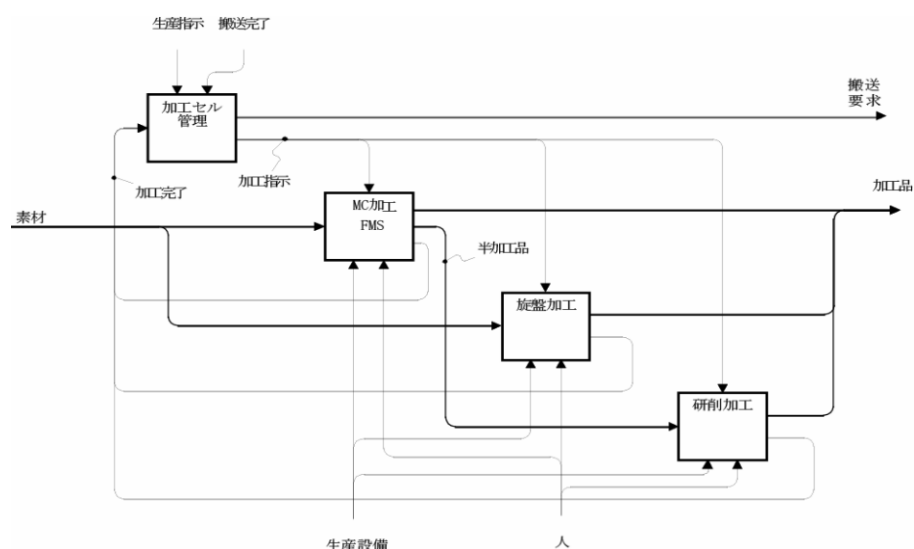 生産指示
搬送完了
加工セル
管理
搬送
要求
加工指示
加工完了
MC加工
FMS
加工品
素材
半加工品
旋盤加工
研削加工
生産設備
人